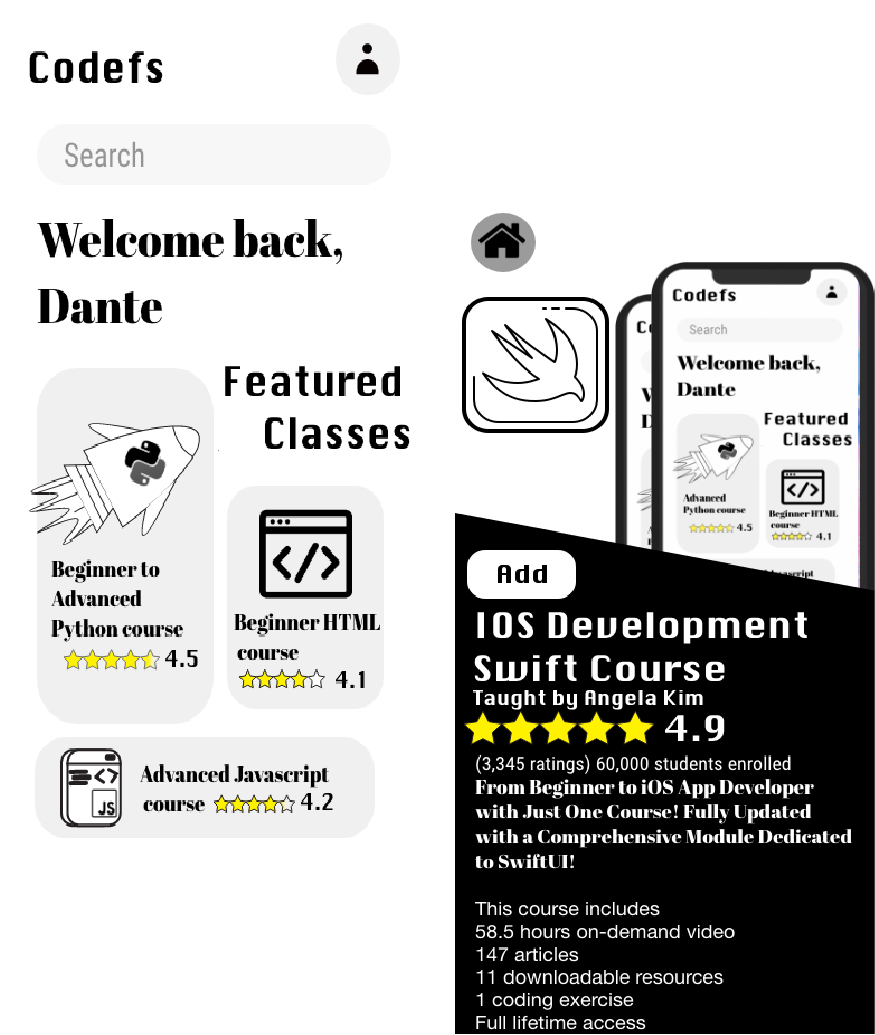 Codefs
Search
Welcome back,
Dante
Featured
Classes
Beginner to
Advanced
Python course
4.5
</>
Beginner HTML
course
4.1
<>
JS
Advanced Javascript
course 4.2
Codefs
Search
Welcome back,
Dante
Featured
Classes
Advanced
Python course
4.5
</>
Beginner HTML
course
4.1
Add
IOS Development
Swift Course
Taught by Angela Kim
4.9
(3,345 ratings) 60,000 students enrolled
From Beginner to iOS App Developer
with Just One Course! Fully Updated
with a Comprehensive Module Dedicated
to SwiftUI!
This course includes
58.5 hours on-demand video
147 articles
11 downloadable resources
1 coding exercise
Full lifetime access